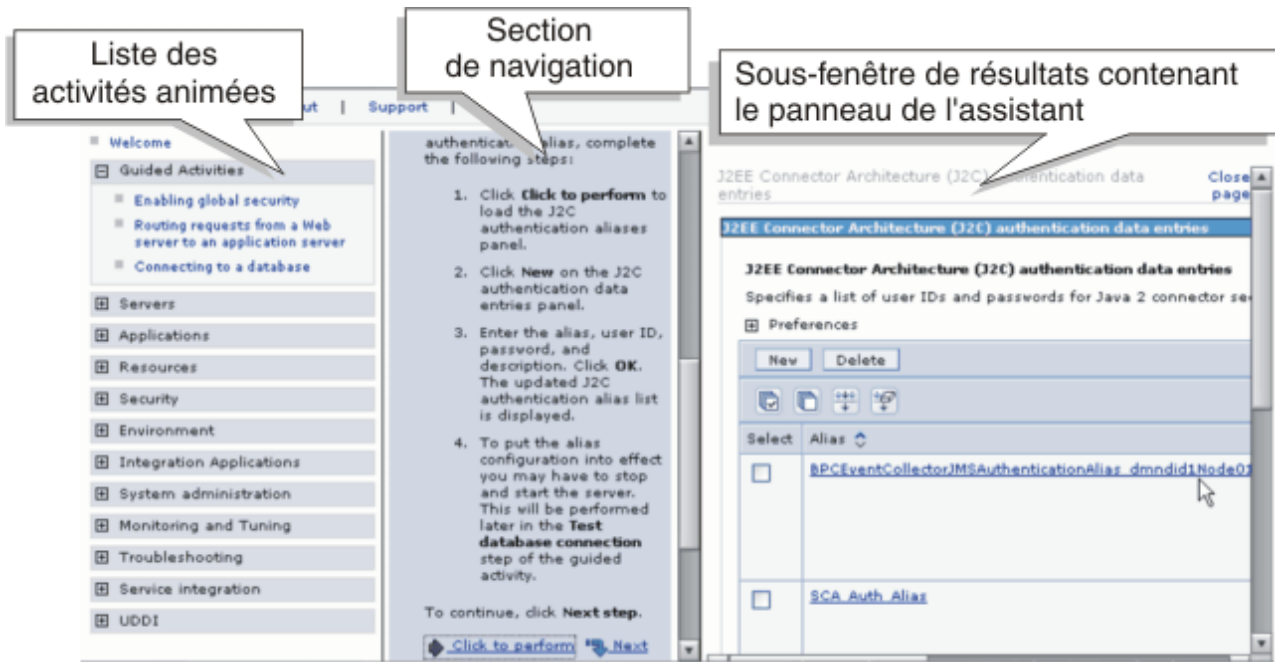 Liste des
activités animées
Section
de navigation
Sous-fenêtre de résultats contenant
le panneau de l'assistant
ut | Support |
Welcome
Guided Activities
Enabling global security
Routing requests from a Web
server to an application server
Connecting to a database
Servers
Applications
Resources
Security
Environment
Integration Applications
System administration
Monitoring and Tuning
Troubleshooting
Service integration
UDDI
authentication alias, complete
the following steps:
1. Click Click to perform to
load the J2C
authentication aliases
panel.
2. Click New on the J2C
authentication data
entries panel.
3. Enter the alias, user ID,
password, and
description. Click OK.
The updated J2C
authentication alias list
is displayed.
4. To put the alias
configuration into effect
you may have to stop
and start the server.
This will be performed
later in the Test
database connection
step of the guided
activity.
To continue, click Next step.
Click to perform Next
J2EE Connector Architecture (J2C) authentication data
entries
Close
page
J2EE Connector Architecture (J2C) authentication data entries
J2EE Connector Architecture (J2C) authentication data entries
Specifies a list of user IDs and passwords for Java 2 connector se
Preferences
New Delete
Select Alias
BPCEventCollectorJMSAuthenticationAlias_dmndid1Node01
SCA_Auth_Alias